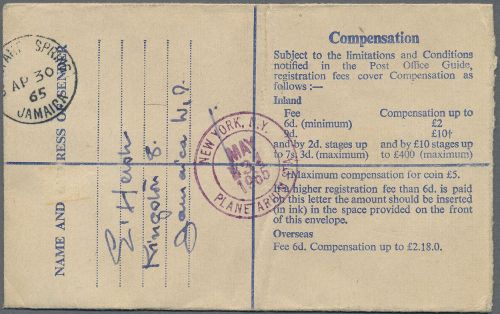 AP 30
65
JAMAICA
NAME AND ADDRESS OF SENDER
Kingston 8.
Jamaica W.I.
NEW YORK, N.Y.
MAY
1965
Compensation
Subject to the limitations and Conditions
notified in the Post Office Guide,
registration fees cover Compensation as
follows :—
Inland
Fee Compensation up to
6d. (minimum) £2
9d. £10†
and by 2d. stages up and by £10 stages up
to 7s. 3d. (maximum) to £400 (maximum)
†Maximum compensation for coin £5.
If a higher registration fee than 6d. is paid
on this letter the amount should be inserted
(in ink) in the space provided on the front
of this envelope.
Overseas
Fee 6d. Compensation up to £2.18.0.